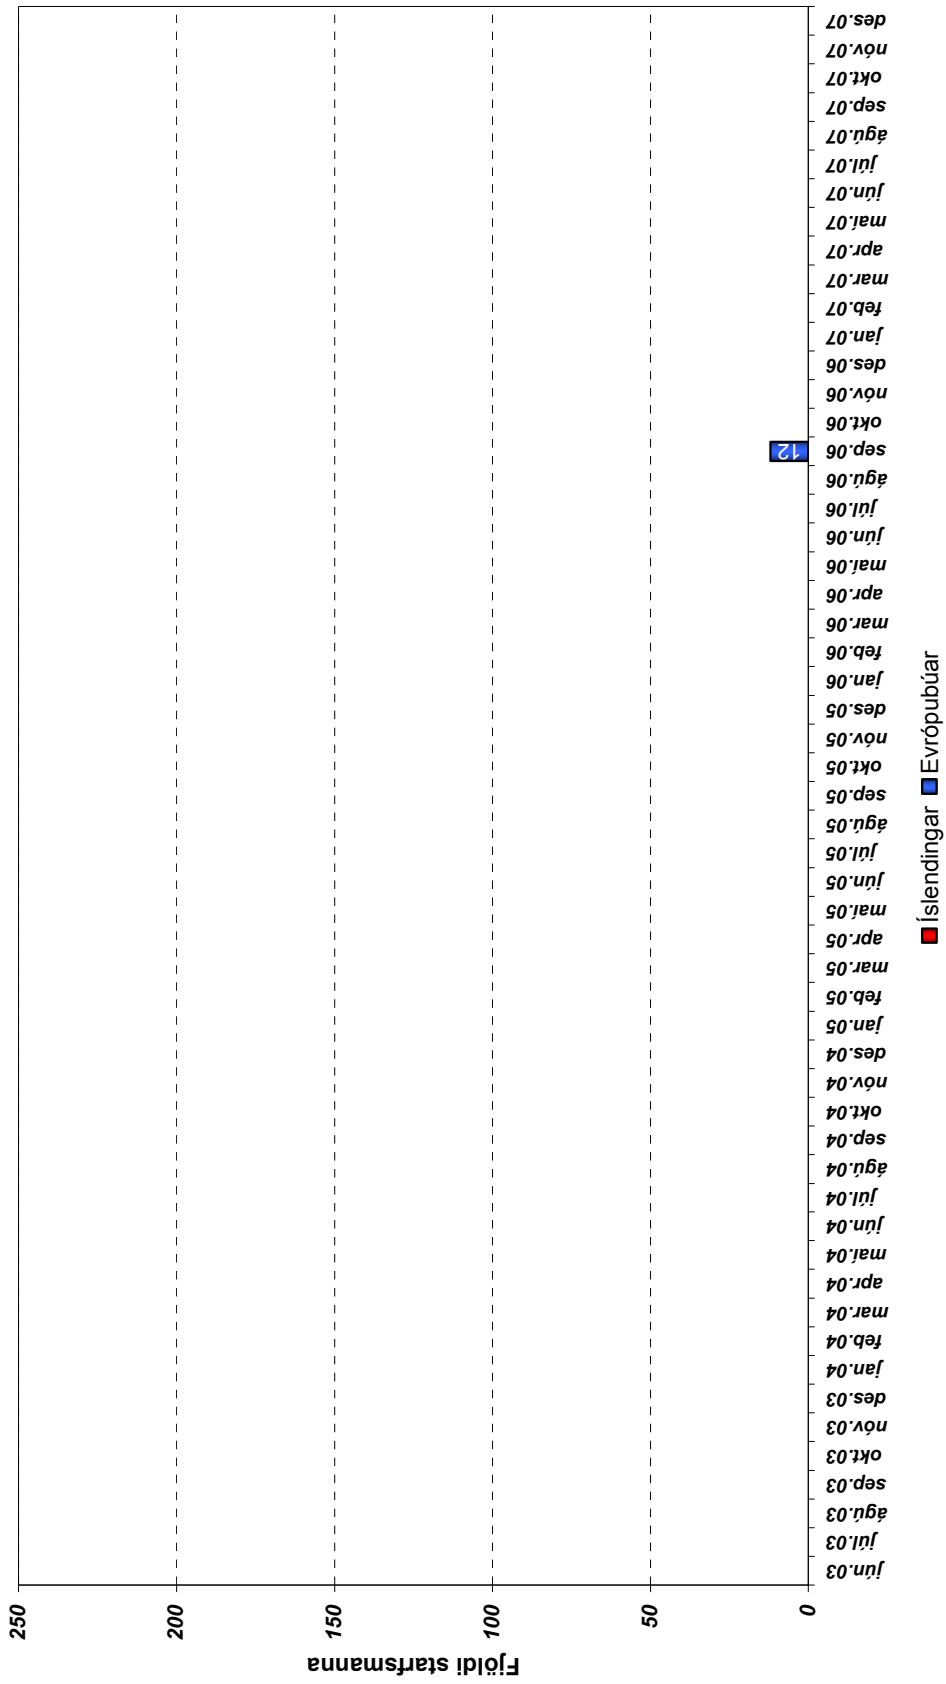 Fjöldi starfsmanna
250
200
150
100
50
0
12
jún.03
júl.03
ágú.03
sep.03
okt.03
nóv.03
des.03
jan.04
feb.04
mar.04
apr.04
maí.04
jún.04
júl.04
ágú.04
sep.04
okt.04
nóv.04
des.04
jan.05
feb.05
mar.05
apr.05
maí.05
jún.05
júl.05
ágú.05
sep.05
okt.05
nóv.05
des.05
jan.06
feb.06
mar.06
apr.06
maí.06
jún.06
júl.06
ágú.06
sep.06
okt.06
nóv.06
des.06
jan.07
feb.07
mar.07
apr.07
maí.07
jún.07
júl.07
ágú.07
sep.07
okt.07
nóv.07
des.07
Íslendingar Evrópubúar